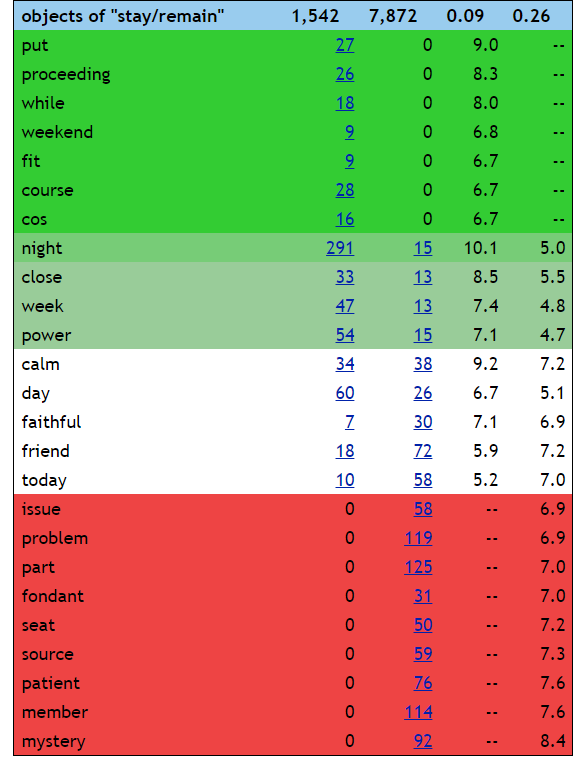 objects of "stay/remain" 1,542 7,872 0.09 0.26
put 27 0 9.0 --
proceeding 26 0 8.3 --
while 18 0 8.0 --
weekend 9 0 6.8 --
fit 9 0 6.7 --
course 28 0 6.7 --
cos 16 0 6.7 --
night 291 15 10.1 5.0
close 33 13 8.5 5.5
week 47 13 7.4 4.8
power 54 15 7.1 4.7
calm 34 38 9.2 7.2
day 60 26 6.7 5.1
faithful 7 30 7.1 6.9
friend 18 72 5.9 7.2
today 10 58 5.2 7.0
issue 0 58 -- 6.9
problem 0 119 -- 6.9
part 0 125 -- 7.0
fondant 0 31 -- 7.0
seat 0 50 -- 7.2
source 0 59 -- 7.3
patient 0 76 -- 7.6
member 0 114 -- 7.6
mystery 0 92 -- 8.4